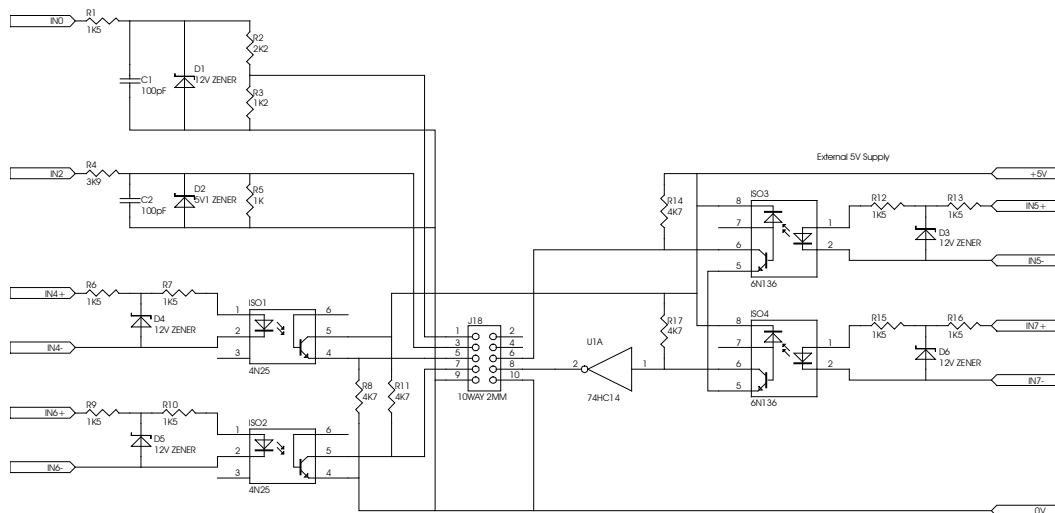 IN0
R1
1K5
C1
100pF
D1
12V ZENER
R2
2K2
R3
1K2
IN2
R4
3K9
C2
100pF
D2
5V1 ZENER
R5
1K
IN4+
R6
1K5
R7
1K5
D4
12V ZENER
IN4-
ISO1
1
2
3
6
5
4
4N25
IN6+
R9
1K5
R10
1K5
D5
12V ZENER
IN6-
ISO2
1
2
3
6
5
4
4N25
R8
4K7
R11
4K7
J18
1
2
3
4
5
6
7
8
9
10
10WAY 2MM
U1A
2
1
74HC14
R14
4K7
R17
4K7
External 5V Supply
+5V
ISO3
8
7
6
5
1
2
6N136
R12
1K5
R13
1K5
D3
12V ZENER
IN5+
IN5-
ISO4
8
7
6
5
1
2
6N136
R15
1K5
R16
1K5
D6
12V ZENER
IN7+
IN7-
0V